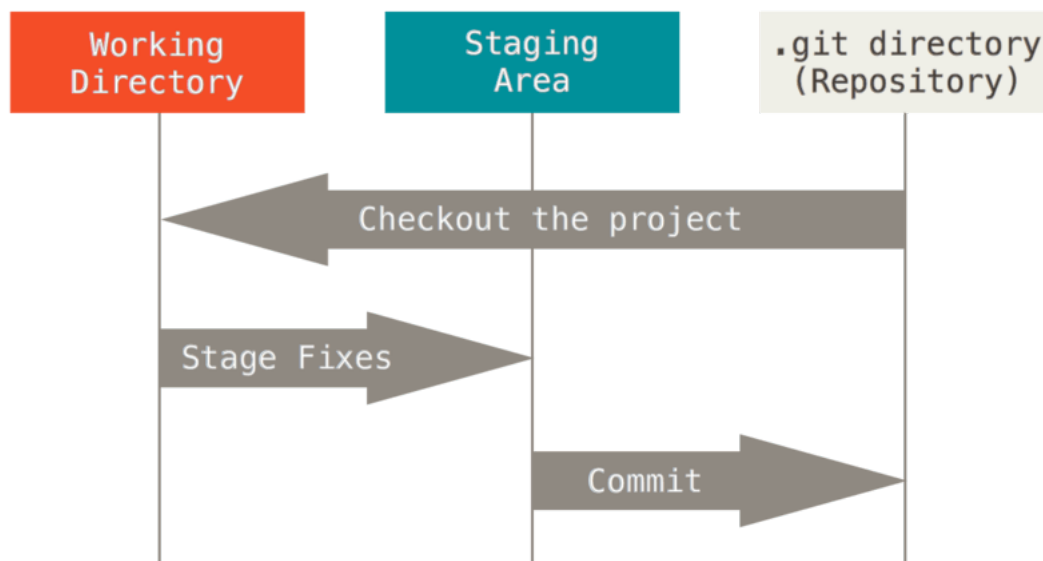 Working
Directory
Staging
Area
.git directory
(Repository)
Checkout the project
Stage Fixes
Commit